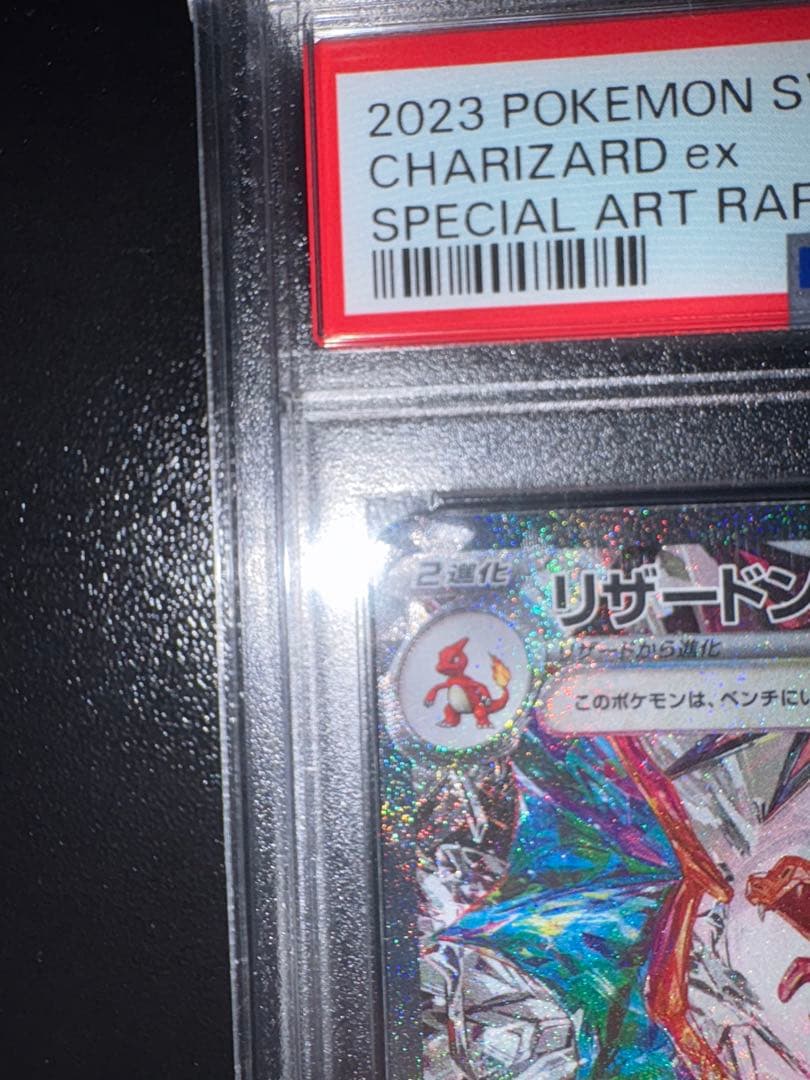 2023 POKEMON S
CHARIZARD ex
SPECIAL ART RAR
2進化
リザードン
リザードから進化
このポケモンは、ベンチにい